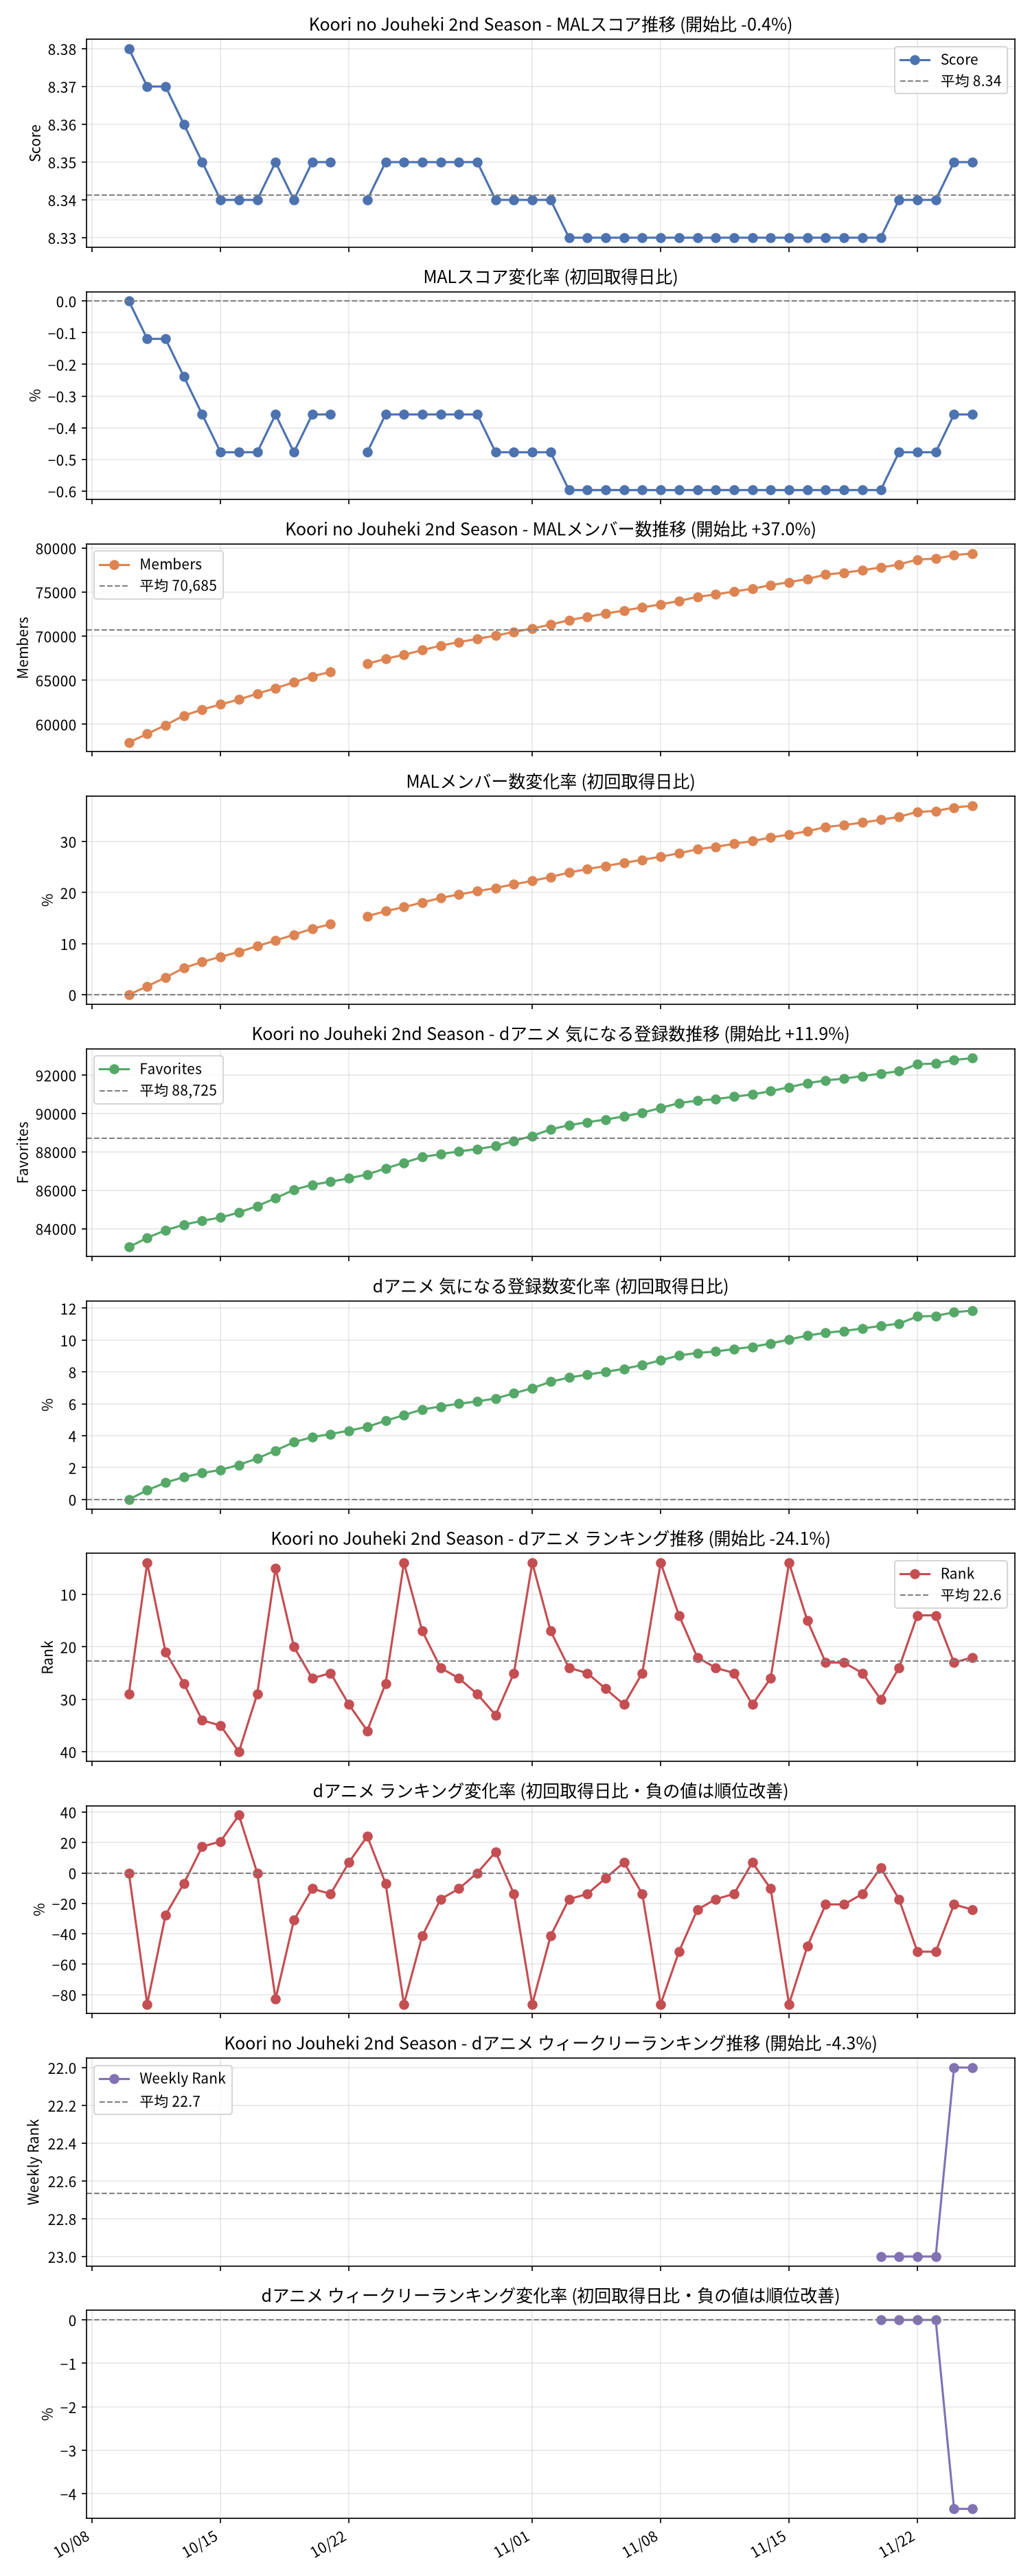 Koori no Jouheki 2nd Season - MALスコア推移 (開始比 -0.4%)
8.38
8.37
8.36
8.35
8.34
8.33
Score
Score
平均 8.34
MALスコア変化率 (初回取得日比)
0.0
−0.1
−0.2
−0.3
−0.4
−0.5
−0.6
%
Koori no Jouheki 2nd Season - MALメンバー数推移 (開始比 +37.0%)
80000
75000
70000
65000
60000
Members
Members
平均 70,685
MALメンバー数変化率 (初回取得日比)
30
20
10
0
%
Koori no Jouheki 2nd Season - dアニメ 気になる登録数推移 (開始比 +11.9%)
92000
90000
88000
86000
84000
Favorites
Favorites
平均 88,725
dアニメ 気になる登録数変化率 (初回取得日比)
12
10
8
6
4
2
0
%
Koori no Jouheki 2nd Season - dアニメ ランキング推移 (開始比 -24.1%)
10
20
30
40
Rank
Rank
平均 22.6
dアニメ ランキング変化率 (初回取得日比・負の値は順位改善)
40
20
0
−20
−40
−60
−80
%
Koori no Jouheki 2nd Season - dアニメ ウィークリーランキング推移 (開始比 -4.3%)
22.0
22.2
22.4
22.6
22.8
23.0
Weekly Rank
Weekly Rank
平均 22.7
dアニメ ウィークリーランキング変化率 (初回取得日比・負の値は順位改善)
0
−1
−2
−3
−4
%
10/08
10/15
10/22
11/01
11/08
11/15
11/22